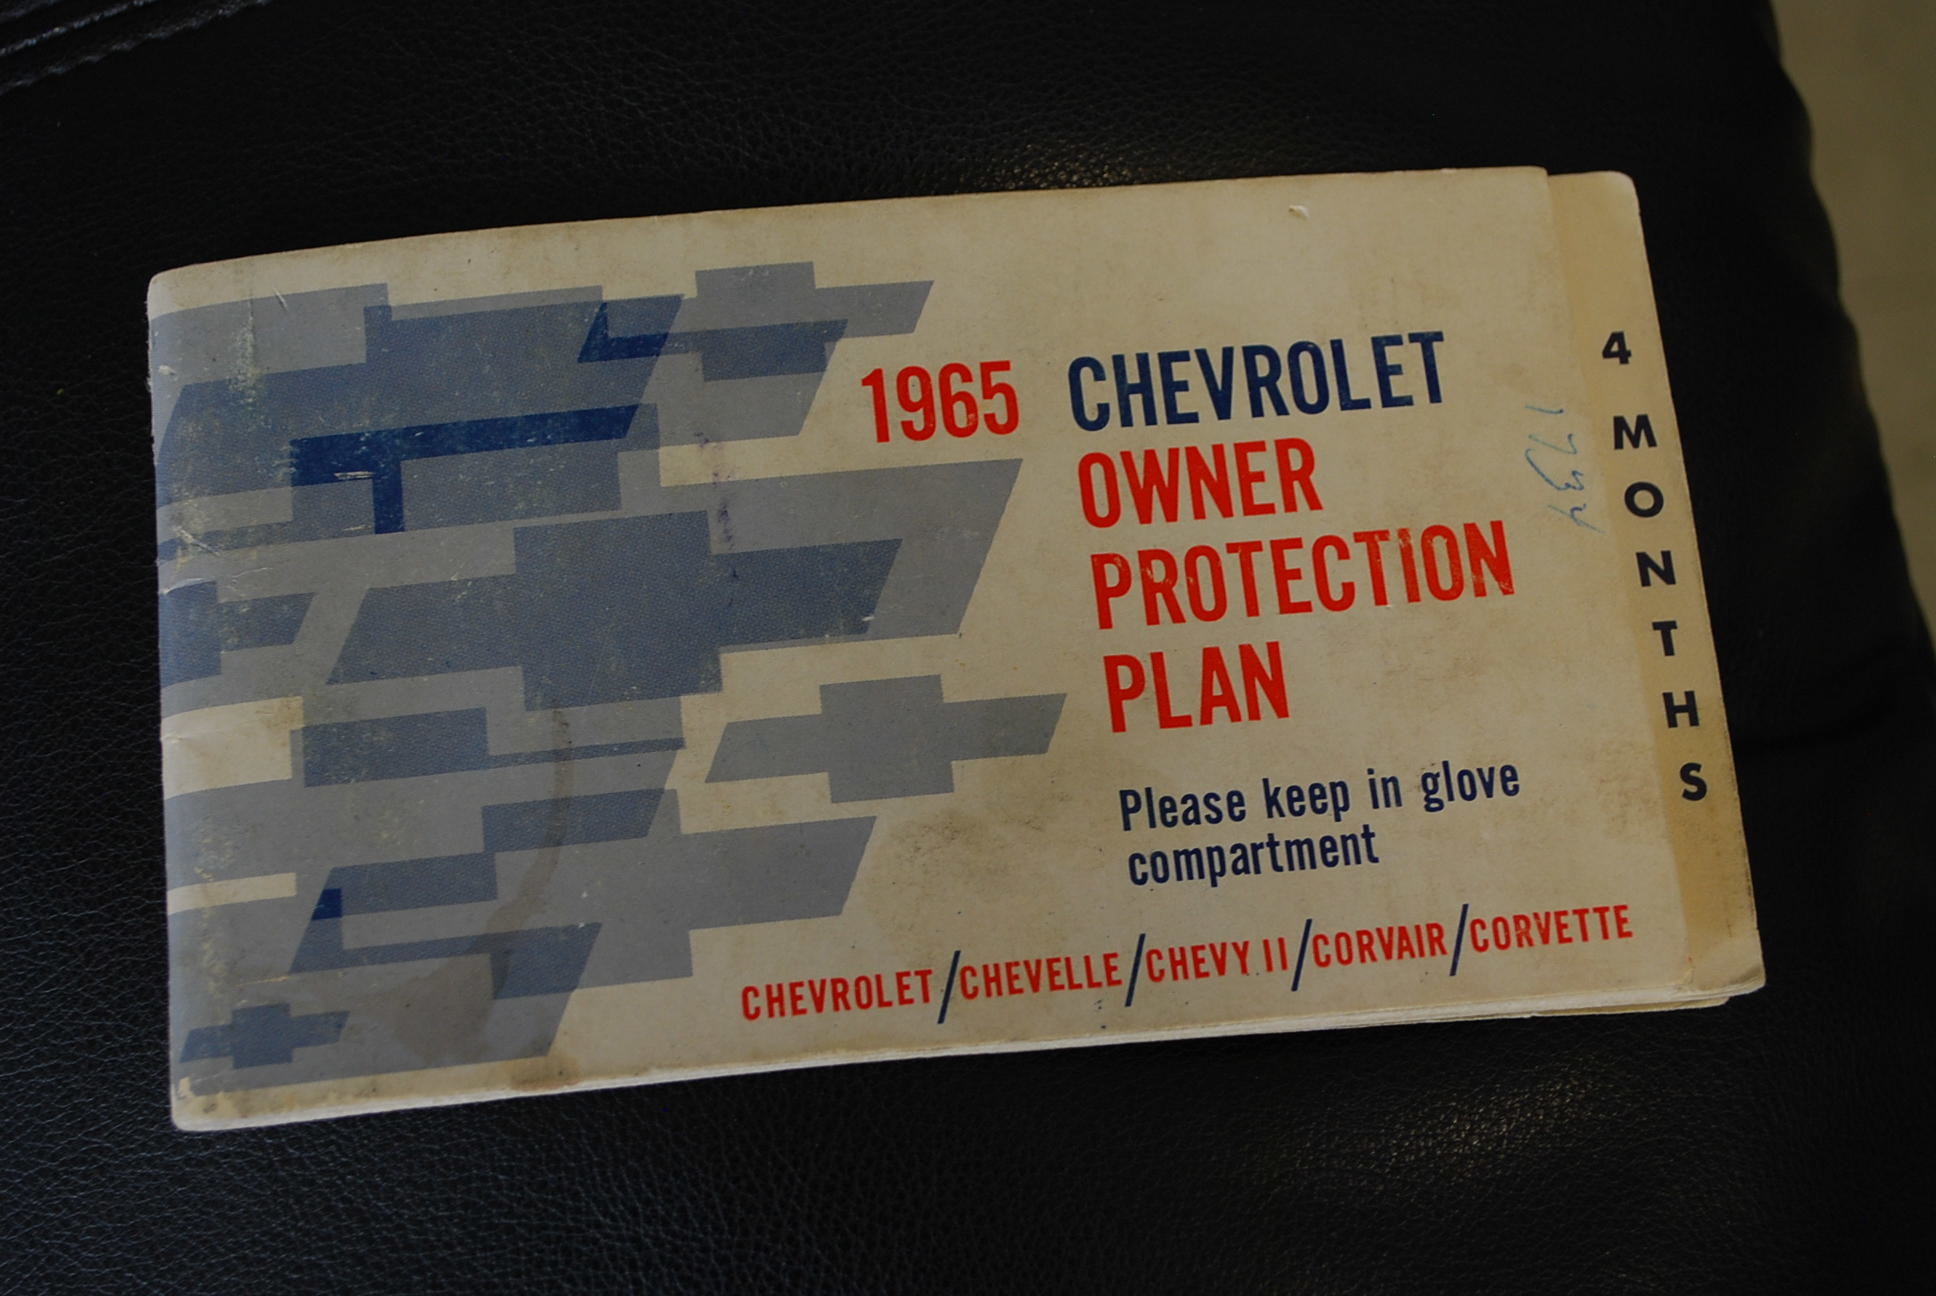 1965 CHEVROLET
OWNER
PROTECTION
PLAN
Please keep in glove
compartment
CHEVROLET/CHEVELLE/CHEVY II/CORVAIR/CORVETTE
4 MONTHS